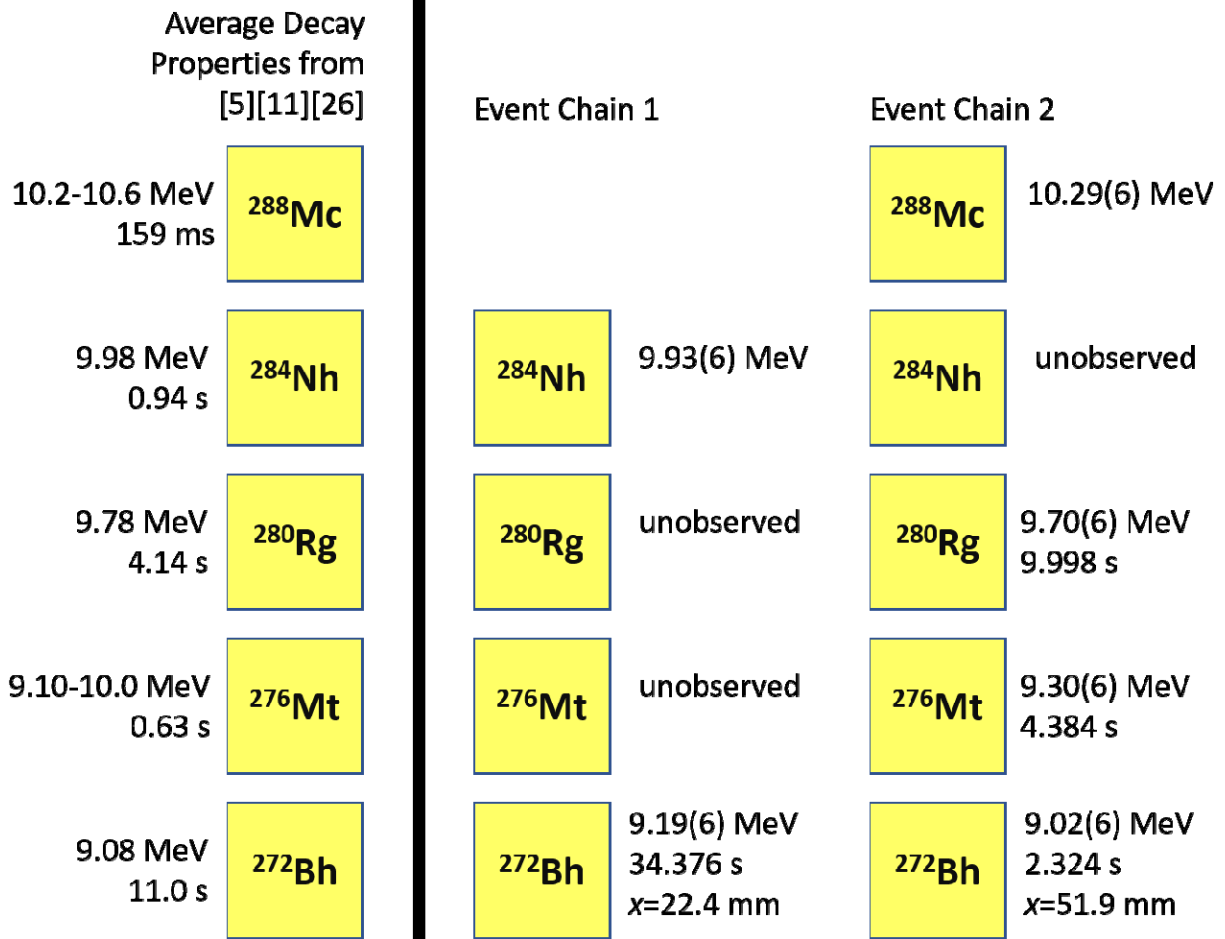 Average Decay
Properties from
[5][11][26]
Event Chain 1
Event Chain 2
10.2-10.6 MeV
159 ms
²⁸⁸Mc
²⁸⁸Mc
10.29(6) MeV
9.98 MeV
0.94 s
²⁸⁴Nh
²⁸⁴Nh
9.93(6) MeV
²⁸⁴Nh
unobserved
9.78 MeV
4.14 s
²⁸⁰Rg
²⁸⁰Rg
unobserved
²⁸⁰Rg
9.70(6) MeV
9.998 s
9.10-10.0 MeV
0.63 s
²⁷⁶Mt
²⁷⁶Mt
unobserved
²⁷⁶Mt
9.30(6) MeV
4.384 s
9.08 MeV
11.0 s
²⁷²Bh
²⁷²Bh
9.19(6) MeV
34.376 s
x=22.4 mm
²⁷²Bh
9.02(6) MeV
2.324 s
x=51.9 mm